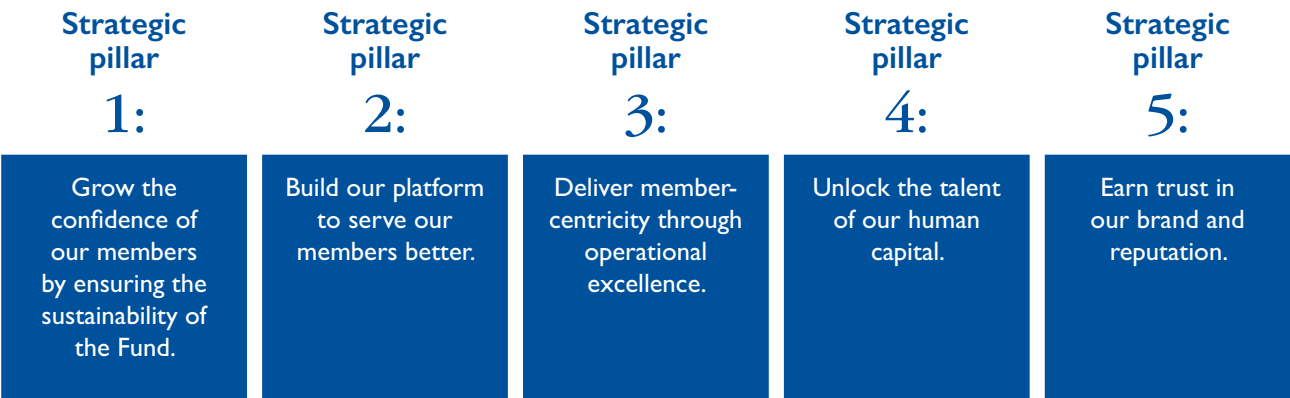 Strategic
pillar
1:
Grow the
confidence of
our members
by ensuring the
sustainability of
the Fund.
Strategic
pillar
2:
Build our platform
to serve our
members better.
Strategic
pillar
3:
Deliver member-
centricity through
operational
excellence.
Strategic
pillar
4:
Unlock the talent
of our human
capital.
Strategic
pillar
5:
Earn trust in
our brand and
reputation.